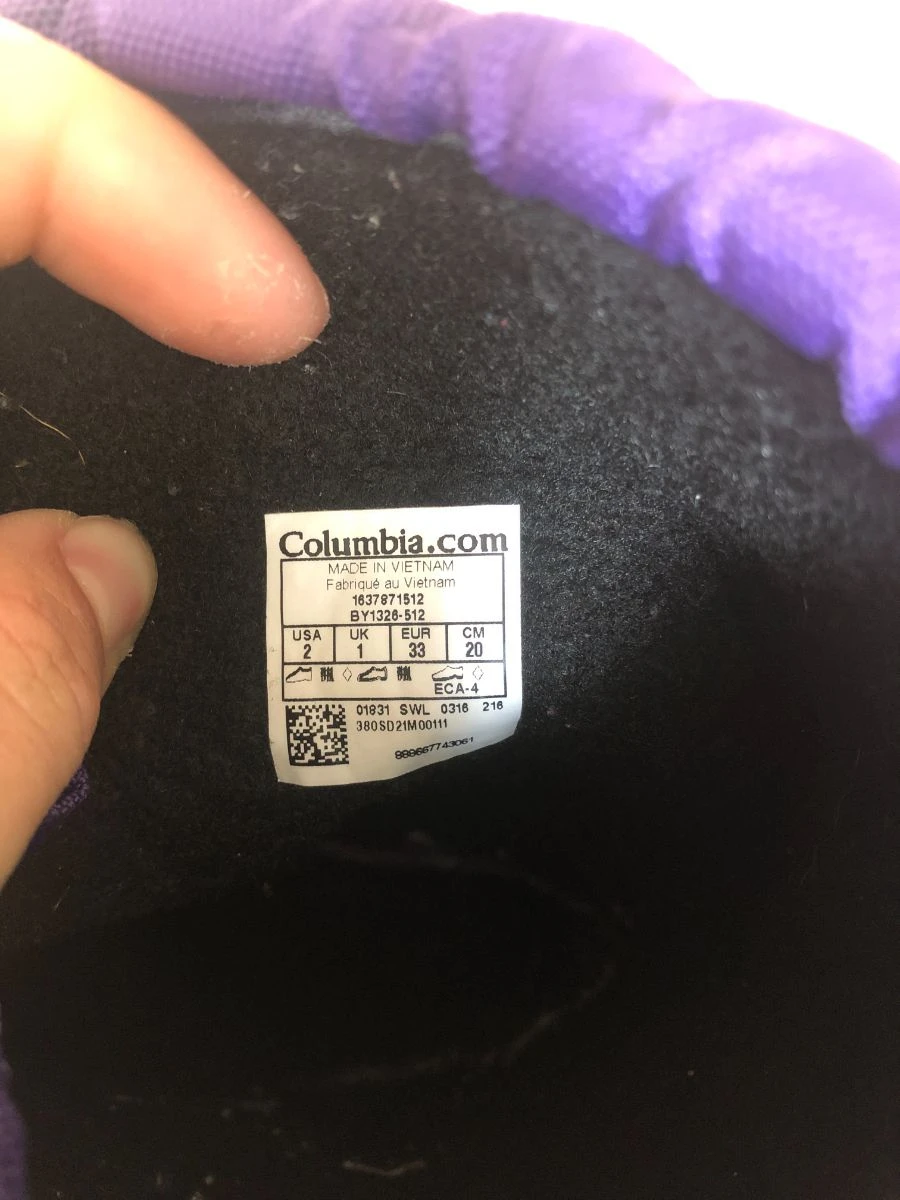 Columbia.com
MADE IN VIETNAM
Fabriqué au Vietnam
1637871512
BY1326-512
USA UK EUR CM
2 1 33 20
ECA-4
01831 SWL 0316 216
380SD21M00111
888667743061